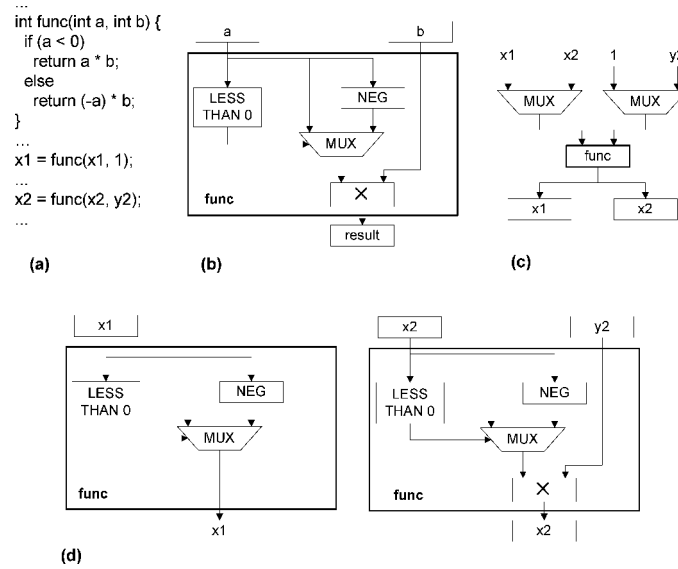 ...
int func(int a, int b) {
if (a < 0)
return a * b;
else
return (-a) * b;
}
...
x1 = func(x1, 1);
...
x2 = func(x2, y2);
...
(a)
a
b
LESS
THAN 0
NEG
MUX
×
func
result
(b)
x1
x2
1
y2
MUX
MUX
func
x1
x2
(c)
x1
LESS
THAN 0
NEG
MUX
func
x1
x2
y2
LESS
THAN 0
NEG
MUX
×
func
x2
(d)